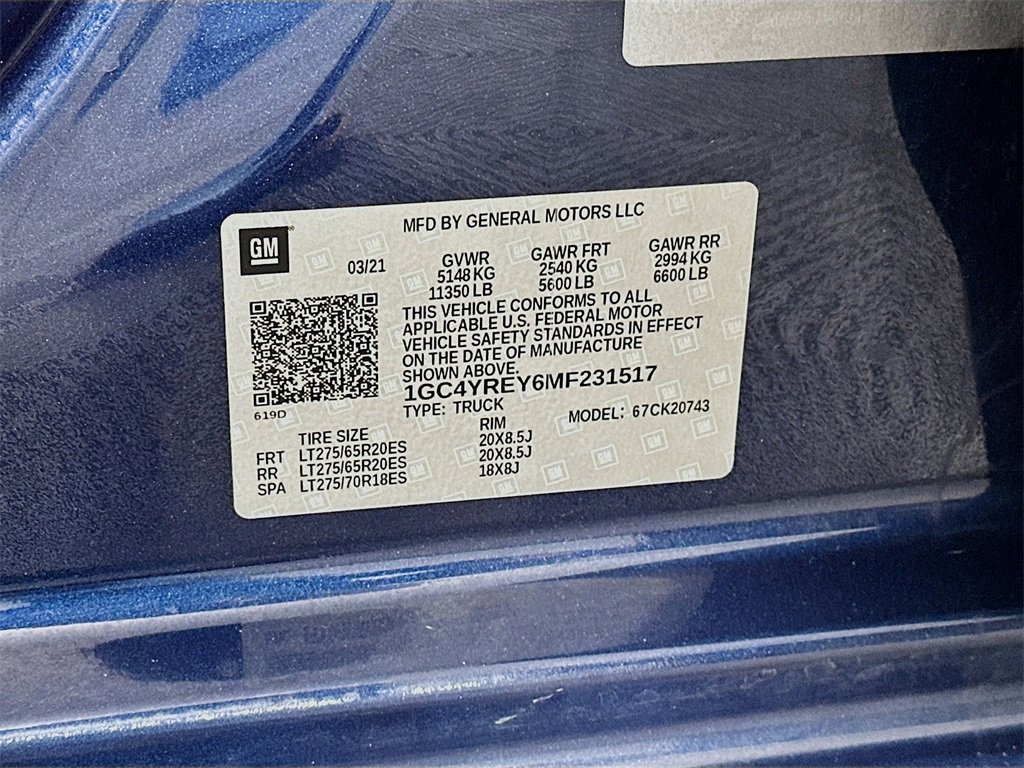 MFD BY GENERAL MOTORS LLC
GM
03/21
GVWR GAWR FRT GAWR RR
5148 KG 2540 KG 2994 KG
11350 LB 5600 LB 6600 LB
THIS VEHICLE CONFORMS TO ALL
APPLICABLE U.S. FEDERAL MOTOR
VEHICLE SAFETY STANDARDS IN EFFECT
ON THE DATE OF MANUFACTURE
SHOWN ABOVE.
1GC4YREY6MF231517
619D
TYPE: TRUCK MODEL: 67CK20743
TIRE SIZE RIM
FRT LT275/65R20ES 20X8.5J
RR LT275/65R20ES 20X8.5J
SPA LT275/70R18ES 18X8J